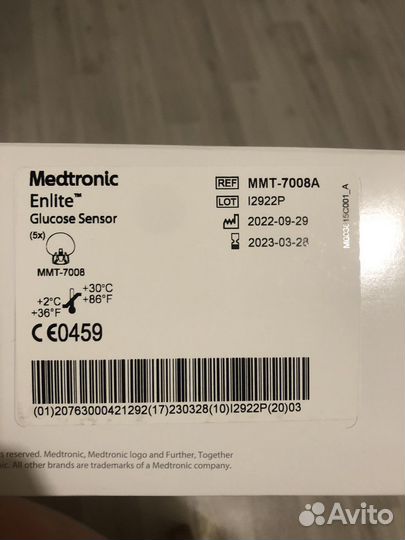 Medtronic
Enlite™
Glucose Sensor
(5x)
MMT-7008
+30°C
+2°C
+86°F
+36°F
CE0459
REF MMT-7008A
LOT I2922P
2022-09-29
2023-03-28
(01)20763000421292(17)230328(10)I2922P(20)03
s reserved. Medtronic, Medtronic logo and Further, Together
nic. All other brands are trademarks of a Medtronic company.
Avito